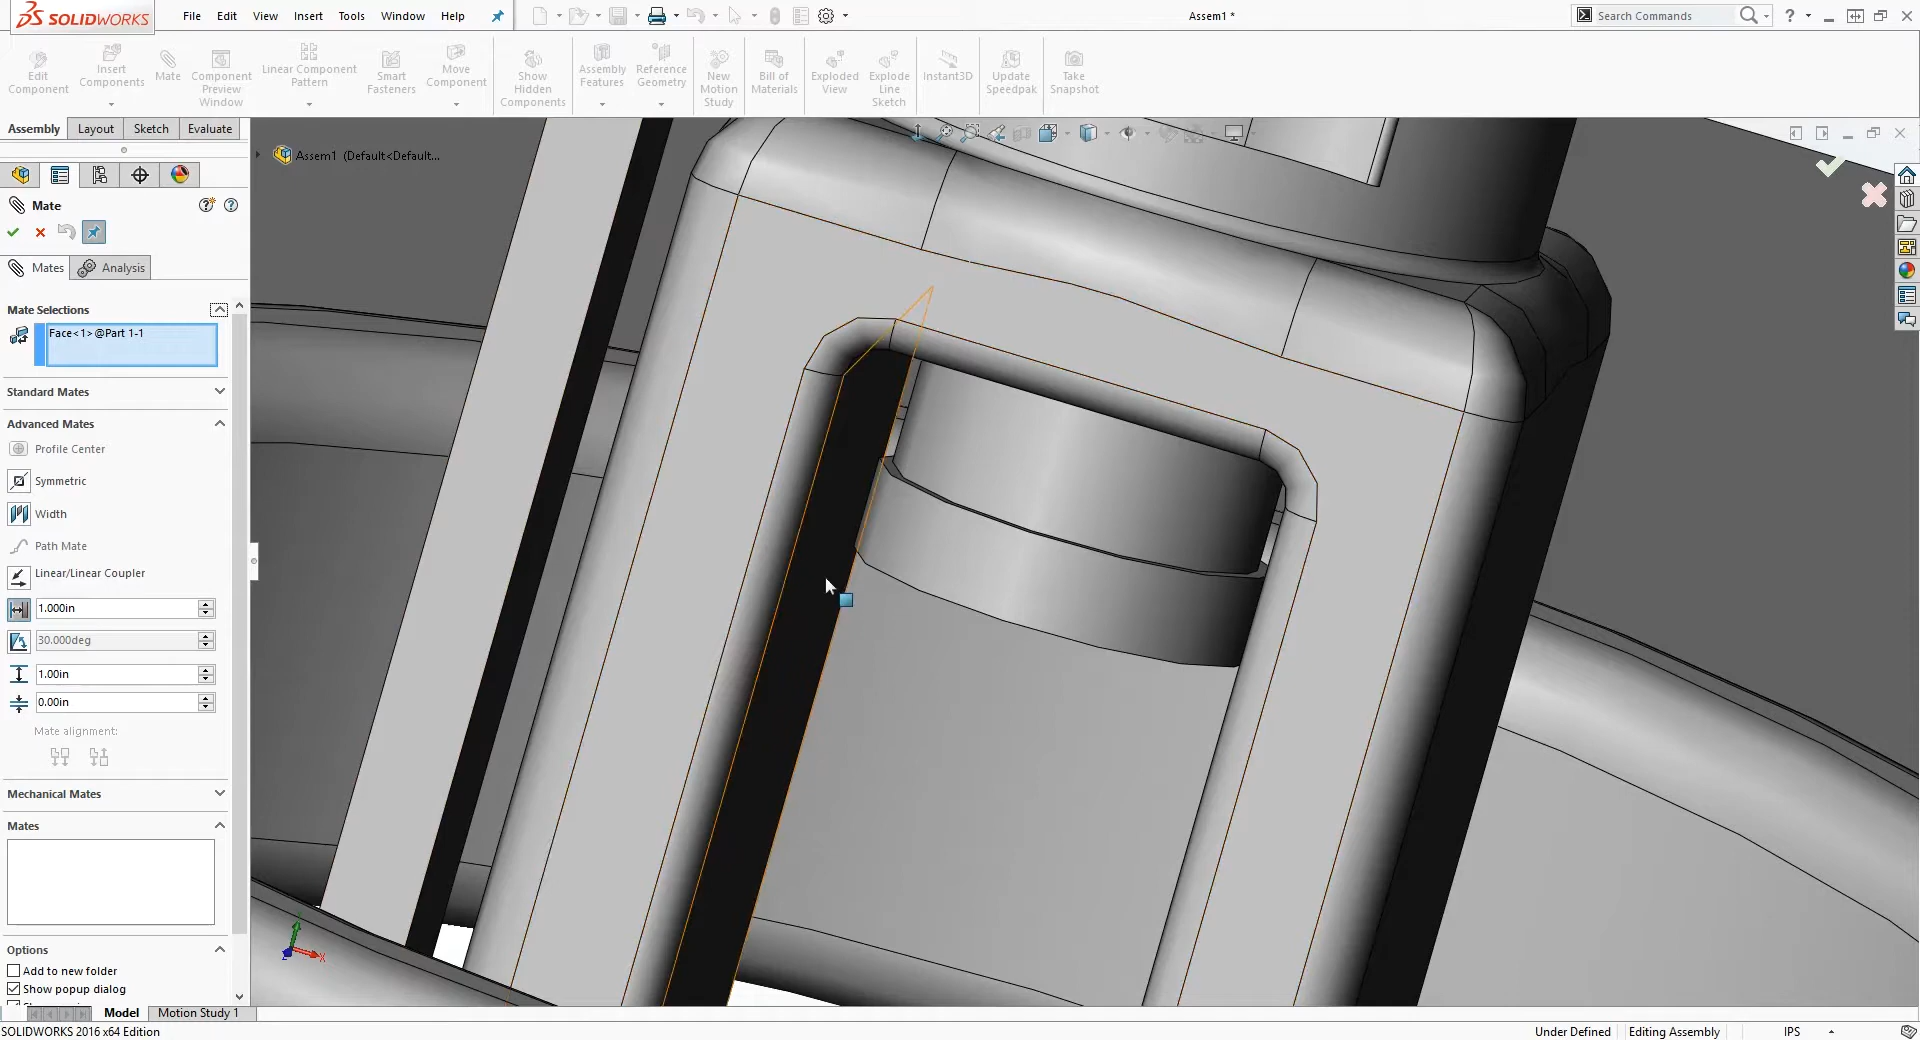 SOLIDWORKS
File Edit View Insert Tools Window Help
Assem1 *
Search Commands
Edit Component
Insert Components
Mate
Component Preview Window
Linear Component Pattern
Smart Fasteners
Move Component
Show Hidden Components
Assembly Features
Reference Geometry
New Motion Study
Bill of Materials
Exploded View
Explode Line Sketch
Instant3D
Update Speedpak
Take Snapshot
Assembly Layout Sketch Evaluate
Assem1 (Default<Default...
Mate
Mates Analysis
Mate Selections
Face<1>@Part 1-1
Standard Mates
Advanced Mates
Profile Center
Symmetric
Width
Path Mate
Linear/Linear Coupler
1.000in
30.000deg
1.00in
0.00in
Mate alignment:
Mechanical Mates
Mates
Options
Add to new folder
Show popup dialog
Model Motion Study 1
SOLIDWORKS 2016 x64 Edition
Under Defined Editing Assembly IPS